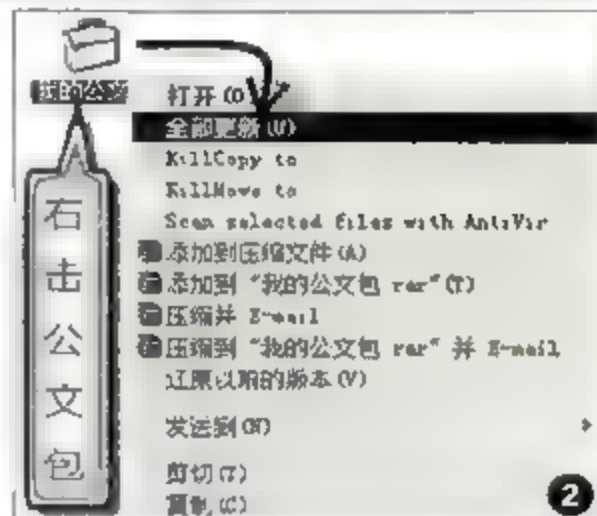 我的公文
打开(O)
全部更新(U)
KillCopy to
KillMove to
Scan selected files with AntiVir
添加到压缩文件(A)
添加到“我的公文包 rar”(T)
压缩并 E-mail
压缩到“我的公文包 rar” 并 E-mail
还原以前的版本(V)
发送到(N)
剪切(T)
复制(C)
右击公文包
2